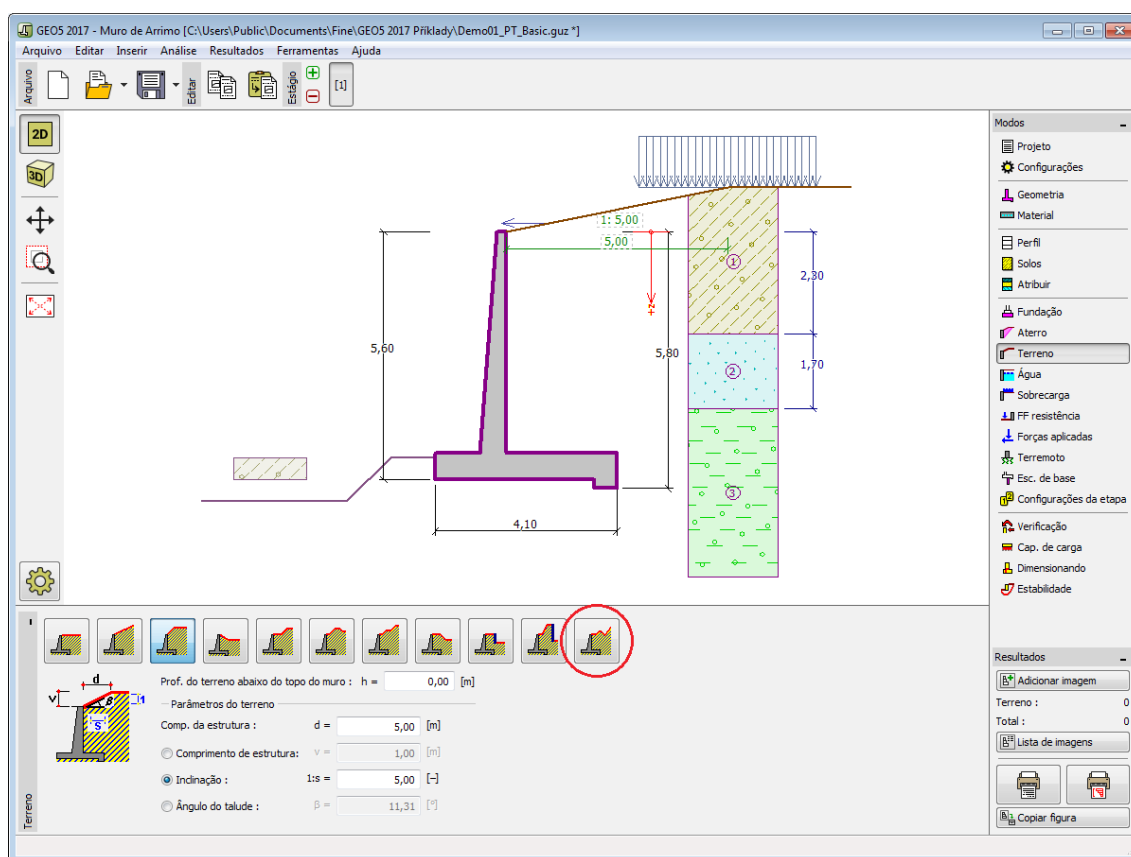 GEO5 2017 - Muro de Arrimo [C:\Users\Public\Documents\Fine\GEO5 2017 Příklady\Demo01_PT_Basic.guz *]
Arquivo Editar Inserir Análise Resultados Ferramentas Ajuda
Arquivo
Editar
Estágio
[1]
2D
3D
1: 5,00
5,00
+z
5,60
5,80
4,10
2,30
1,70
1
2
3
Modos
Projeto
Configurações
Geometria
Material
Perfil
Solos
Atribuir
Fundação
Aterro
Terreno
Água
Sobrecarga
FF resistência
Forças aplicadas
Terremoto
Esc. de base
Configurações da etapa
Verificação
Cap. de carga
Dimensionando
Estabilidade
Resultados
Adicionar imagem
Terreno : 0
Total : 0
Lista de imagens
Copiar figura
Terreno
d
v
β
1
s
Prof. do terreno abaixo do topo do muro : h = 0,00 [m]
Parâmetros do terreno
Comp. da estrutura : d = 5,00 [m]
Comprimento de estrutura: v = 1,00 [m]
Inclinação : 1:s = 5,00 [–]
Ângulo do talude : β = 11,31 [°]